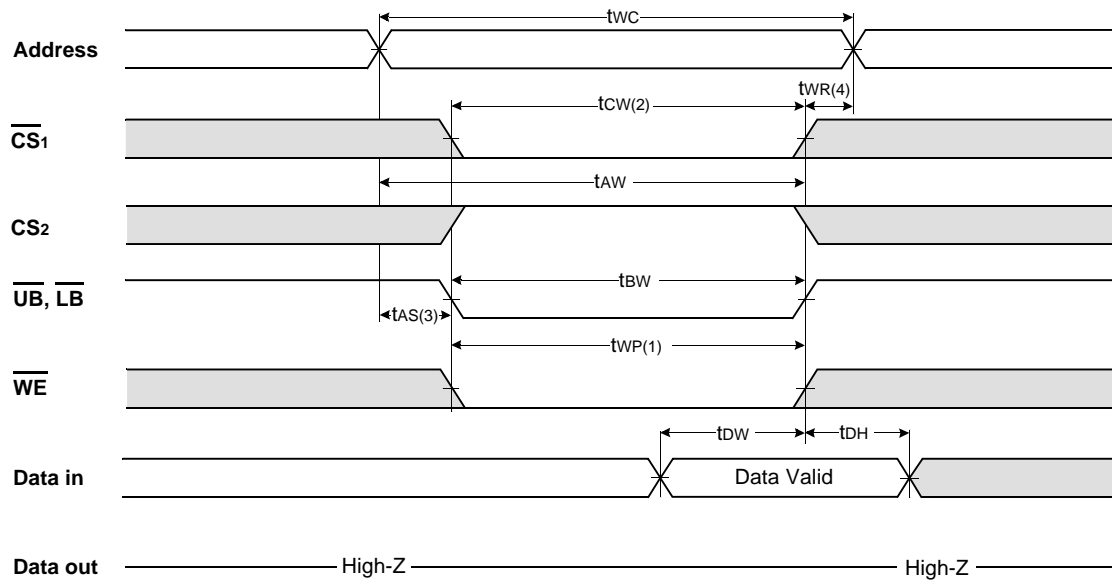 tWC
Address
tWR(4)
tCW(2)
CS1
tAW
CS2
tBW
UB, LB
tAS(3)
tWP(1)
WE
tDW
tDH
Data in
Data Valid
Data out
High-Z
High-Z